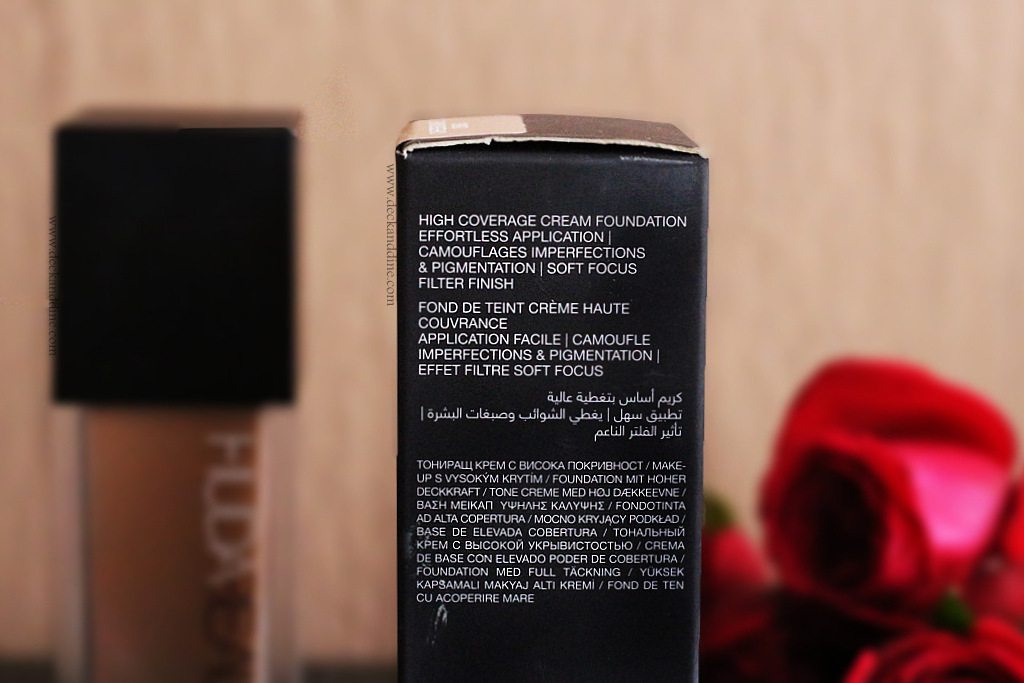 HIGH COVERAGE CREAM FOUNDATION
EFFORTLESS APPLICATION |
CAMOUFLAGES IMPERFECTIONS
& PIGMENTATION | SOFT FOCUS
FILTER FINISH
FOND DE TEINT CRÈME HAUTE
COUVRANCE
APPLICATION FACILE | CAMOUFLE
IMPERFECTIONS & PIGMENTATION |
EFFET FILTRE SOFT FOCUS
كريم أساس بتغطية عالية
تطبيق سهل | يغطي الشوائب وصبغات البشرة |
تأثير الفلتر الناعم
ТОНИРАЩ КРЕМ С ВИСОКА ПОКРИВНОСТ / MAKE-
UP S VYSOKÝM KRYTÍM / FOUNDATION MIT HOHER
DECKKRAFT / TONE CREME MED HØJ DÆKKEEVNE /
ΒΑΣΗ ΜΕΙΚΑΠ ΥΨΗΛΗΣ ΚΑΛΥΨΗΣ / FONDOTINTA
AD ALTA COPERTURA / MOCNO KRYJĄCY PODKŁAD /
BASE DE ELEVADA COBERTURA / ТОНАЛЬНЫЙ
КРЕМ С ВЫСОКОЙ УКРЫВИСТОСТЬЮ / CREMA
DE BASE CON ELEVADO PODER DE COBERTURA /
FOUNDATION MED FULL TÄCKNING / YÜKSEK
KAPSAMALI MAKYAJ ALTI KREMİ / FOND DE TEN
CU ACOPERIRE MARE
www.deckanddine.com
www.deckanddine.com
HUDA